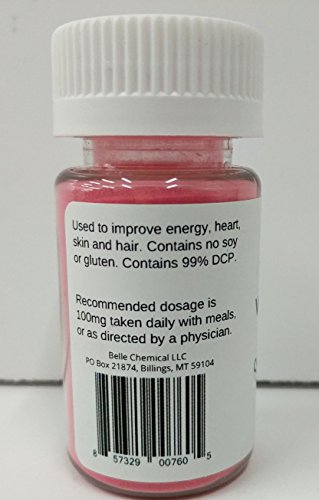 Used to improve energy, heart,
skin and hair. Contains no soy
or gluten. Contains 99% DCP.
Recommended dosage is
100mg taken daily with meals,
or as directed by a physician.
Belle Chemical LLC
PO Box 21874, Billings, MT 59104
8 57329 00760 5